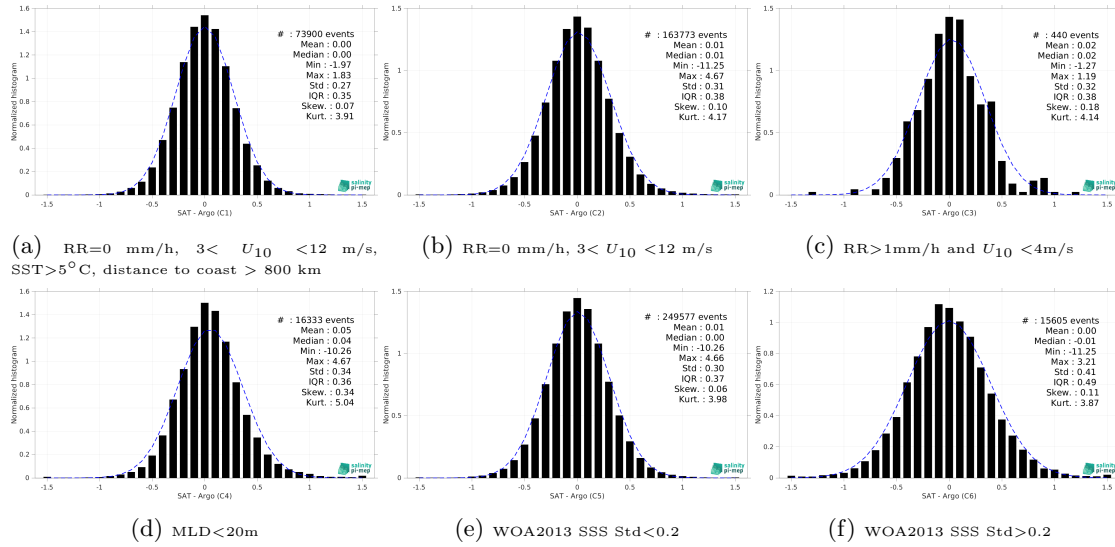 1.6
1.4
1.2
1
0.8
0.6
0.4
0.2
0
Normalized histogram
-1.5 -1 -0.5 0 0.5 1 1.5
SAT - Argo (C1)
# : 73900 events
Mean : 0.00
Median : 0.00
Min : -1.97
Max : 1.83
Std : 0.27
IQR : 0.35
Skew. : 0.07
Kurt. : 3.91
salinity
pi-mep
(a) RR=0 mm/h, 3< U10 <12 m/s,
SST>5°C, distance to coast > 800 km
1.5
1
0.5
0
Normalized histogram
-1.5 -1 -0.5 0 0.5 1 1.5
SAT - Argo (C2)
# : 163773 events
Mean : 0.01
Median : 0.01
Min : -11.25
Max : 4.67
Std : 0.31
IQR : 0.38
Skew. : 0.10
Kurt. : 4.17
salinity
pi-mep
(b) RR=0 mm/h, 3< U10 <12 m/s
1.5
1
0.5
0
Normalized histogram
-1.5 -1 -0.5 0 0.5 1 1.5
SAT - Argo (C3)
# : 440 events
Mean : 0.02
Median : 0.02
Min : -1.27
Max : 1.19
Std : 0.32
IQR : 0.38
Skew. : 0.18
Kurt. : 4.14
salinity
pi-mep
(c) RR>1mm/h and U10 <4m/s
1.6
1.4
1.2
1
0.8
0.6
0.4
0.2
0
Normalized histogram
-1.5 -1 -0.5 0 0.5 1 1.5
SAT - Argo (C4)
# : 16333 events
Mean : 0.05
Median : 0.04
Min : -10.26
Max : 4.67
Std : 0.34
IQR : 0.36
Skew. : 0.34
Kurt. : 5.04
salinity
pi-mep
(d) MLD<20m
1.5
1
0.5
0
Normalized histogram
-1.5 -1 -0.5 0 0.5 1 1.5
SAT - Argo (C5)
# : 249577 events
Mean : 0.01
Median : 0.00
Min : -10.26
Max : 4.66
Std : 0.30
IQR : 0.37
Skew. : 0.06
Kurt. : 3.98
salinity
pi-mep
(e) WOA2013 SSS Std<0.2
1.2
1
0.8
0.6
0.4
0.2
0
Normalized histogram
-1.5 -1 -0.5 0 0.5 1 1.5
SAT - Argo (C6)
# : 15605 events
Mean : 0.00
Median : -0.01
Min : -11.25
Max : 3.21
Std : 0.41
IQR : 0.49
Skew. : 0.11
Kurt. : 3.87
salinity
pi-mep
(f) WOA2013 SSS Std>0.2